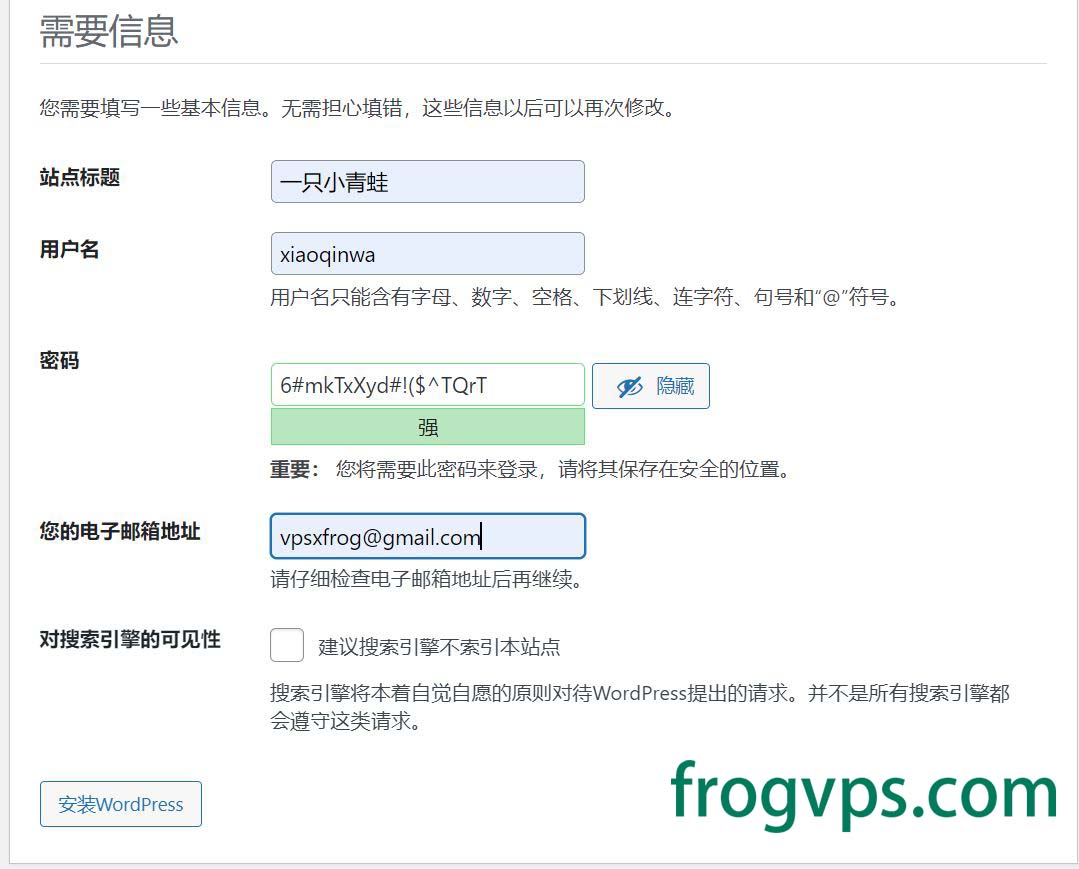 需要信息
您需要填写一些基本信息。无需担心填错，这些信息以后可以再次修改。
站点标题
一只小青蛙
用户名
xiaoqinwa
用户名只能含有字母、数字、空格、下划线、连字符、句号和“@”符号。
密码
6#mkTxXyd#!($^TQrT
隐藏
强
重要： 您将需要此密码来登录，请将其保存在安全的位置。
您的电子邮箱地址
vpsxfrog@gmail.com
请仔细检查电子邮箱地址后再继续。
对搜索引擎的可见性
建议搜索引擎不索引本站点
搜索引擎将本着自觉自愿的原则对待WordPress提出的请求。并不是所有搜索引擎都
会遵守这类请求。
安装WordPress
frogvps.com